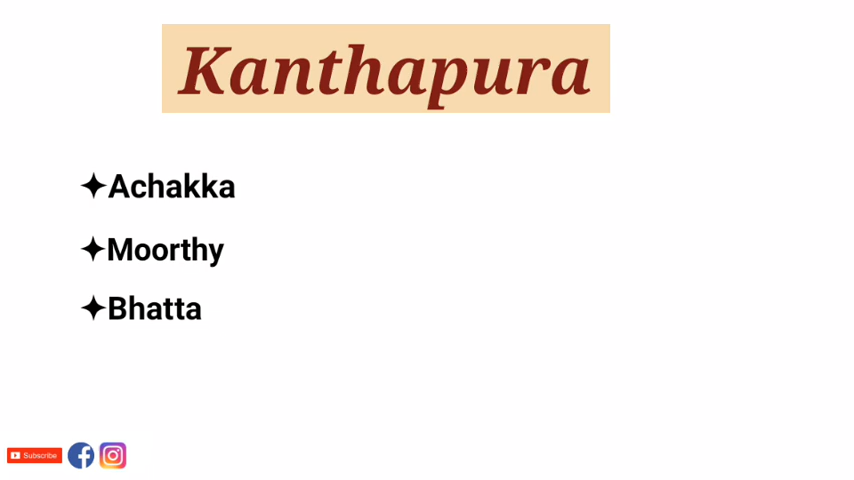 Kanthapura
✦Achakka
✦Moorthy
✦Bhatta
Subscribe